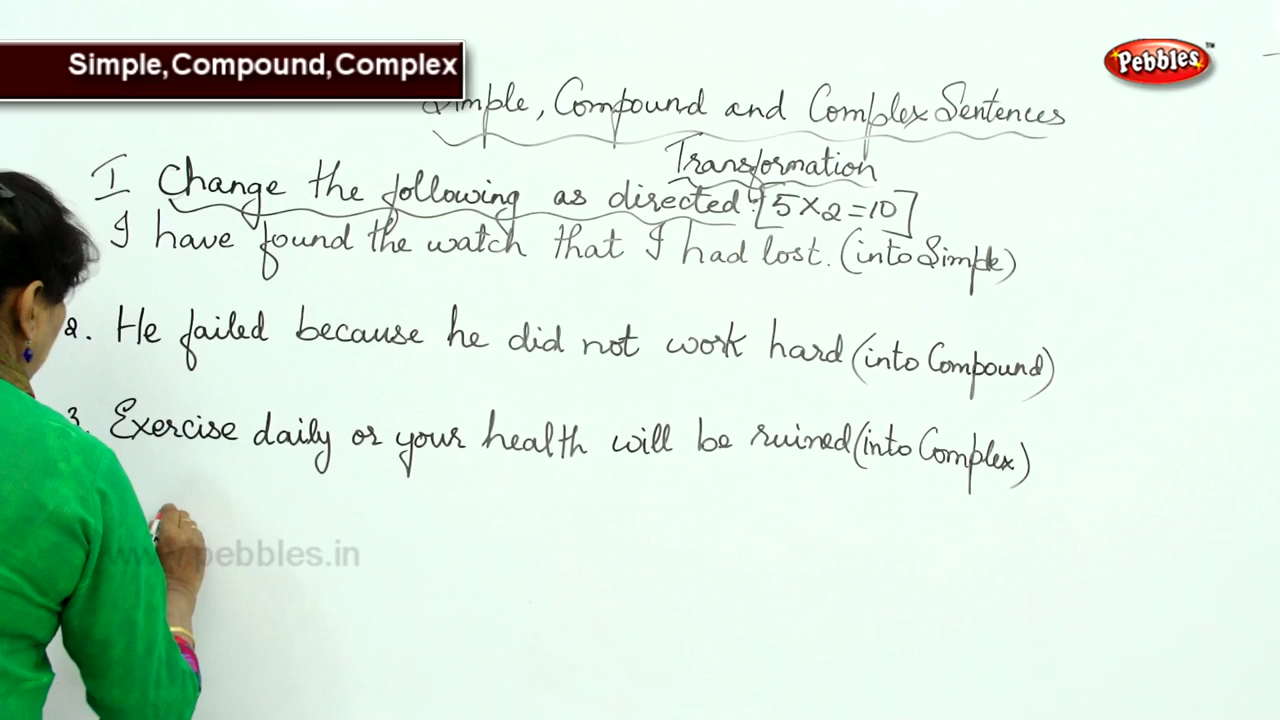 Simple,Compound,Complex
Pebbles™
Simple, Compound and Complex Sentences
Transformation
I Change the following as directed. [5×2=10]
I have found the watch that I had lost. (into Simple)
2. He failed because he did not work hard (into Compound)
3. Exercise daily or your health will be ruined (into Complex)
www.pebbles.in